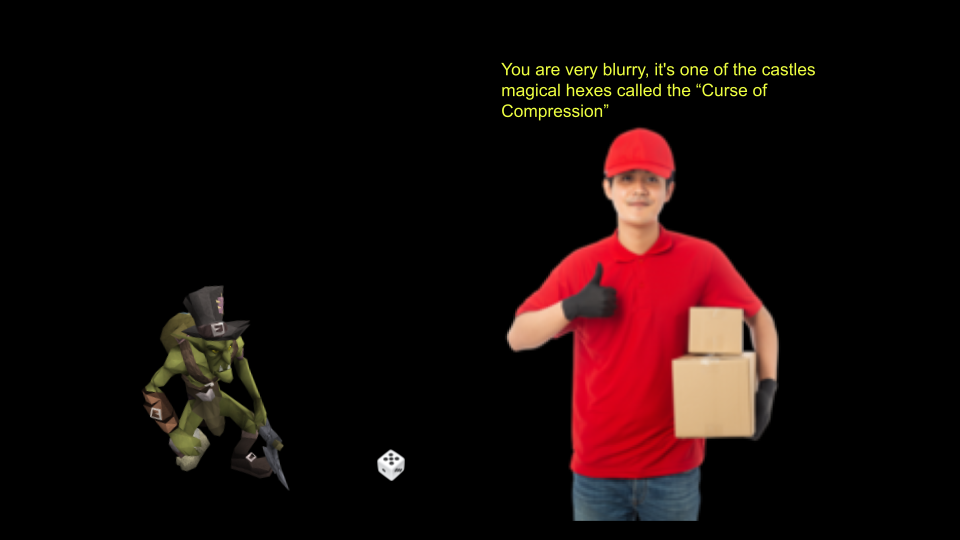 You are very blurry, it's one of the castles
magical hexes called the “Curse of
Compression”